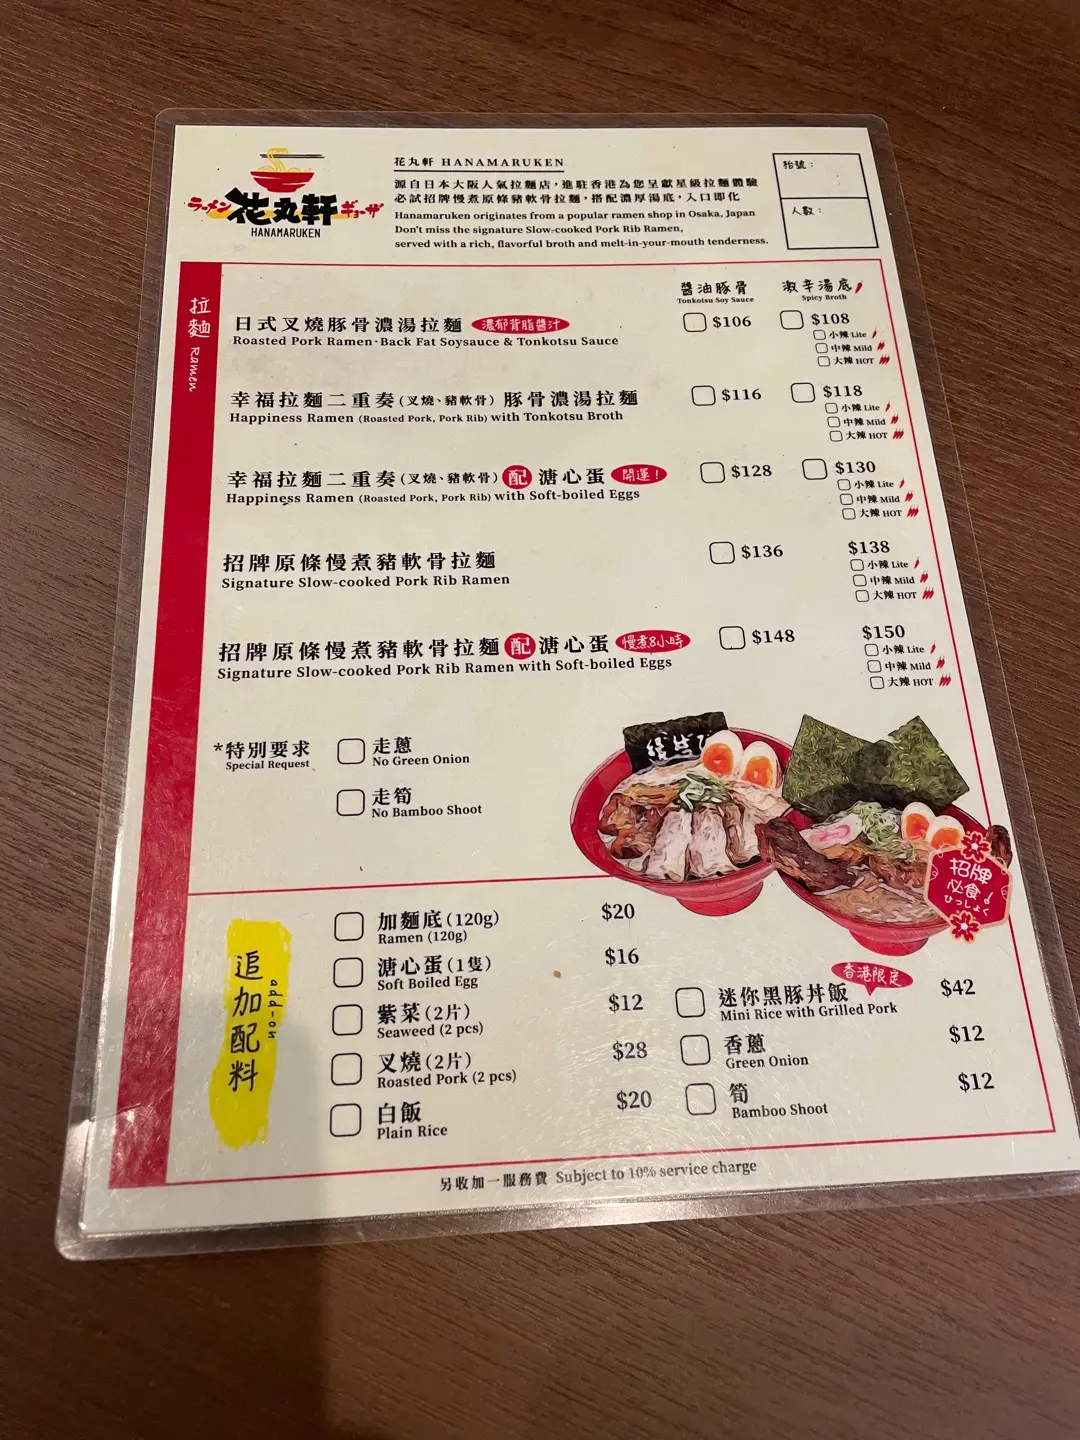 ラーメン 花丸軒 ギョーザ
HANAMARUKEN
花丸軒 HANAMARUKEN
源自日本大阪人氣拉麵店，進駐香港為您呈獻星級拉麵體驗
必試招牌慢煮原條豬軟骨拉麵，搭配濃厚湯底，入口即化
Hanamaruken originates from a popular ramen shop in Osaka, Japan
Don't miss the signature Slow-cooked Pork Rib Ramen,
served with a rich, flavorful broth and melt-in-your-mouth tenderness.
枱號：
人數：
拉麵 Ramen
醬油豚骨 激辛湯底
Tonkotsu Soy Sauce Spicy Broth
日式叉燒豚骨濃湯拉麵 濃郁背脂醬汁 $106 $108
Roasted Pork Ramen·Back Fat Soysauce & Tonkotsu Sauce
小辣 Lite
中辣 Mild
大辣 HOT
幸福拉麵二重奏(叉燒、豬軟骨) 豚骨濃湯拉麵 $116 $118
Happiness Ramen (Roasted Pork, Pork Rib) with Tonkotsu Broth
小辣 Lite
中辣 Mild
大辣 HOT
幸福拉麵二重奏(叉燒、豬軟骨) 配 溏心蛋 開運！ $128 $130
Happiness Ramen (Roasted Pork, Pork Rib) with Soft-boiled Eggs
小辣 Lite
中辣 Mild
大辣 HOT
招牌原條慢煮豬軟骨拉麵 $136 $138
Signature Slow-cooked Pork Rib Ramen
小辣 Lite
中辣 Mild
大辣 HOT
招牌原條慢煮豬軟骨拉麵 配 溏心蛋 慢煮8小時 $148 $150
Signature Slow-cooked Pork Rib Ramen with Soft-boiled Eggs
小辣 Lite
中辣 Mild
大辣 HOT
*特別要求
Special Request
走蔥
No Green Onion
走筍
No Bamboo Shoot
招牌
必食！
ひっしょく
追加配料
add-on
加麵底(120g) $20
Ramen (120g)
溏心蛋(1隻) $16
Soft Boiled Egg
紫菜(2片) $12
Seaweed (2 pcs)
叉燒(2片) $28
Roasted Pork (2 pcs)
白飯 $20
Plain Rice
香港限定
迷你黑豚丼飯 $42
Mini Rice with Grilled Pork
香蔥 $12
Green Onion
筍 $12
Bamboo Shoot
另收加一服務費 Subject to 10% service charge